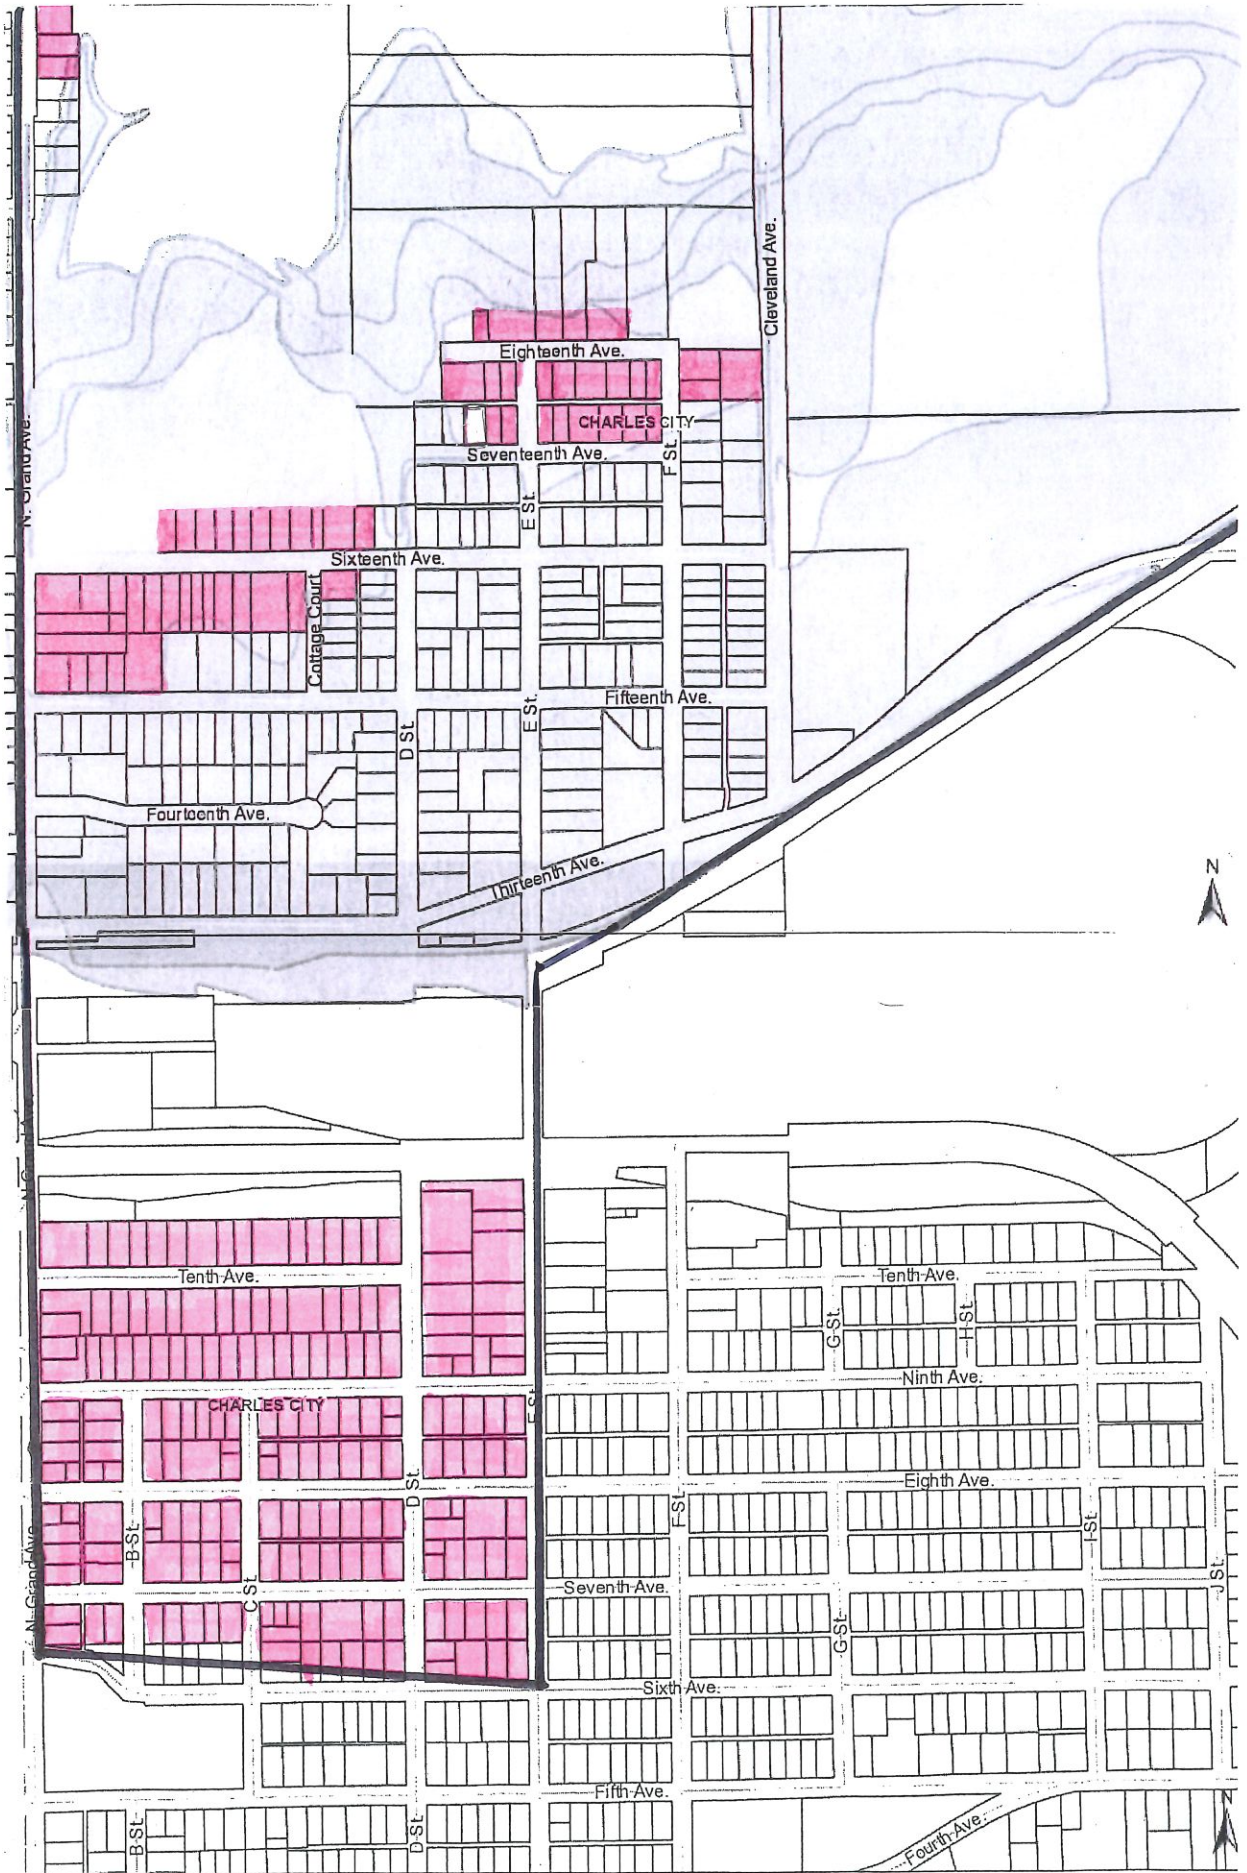 Cleveland Ave.
Eighteenth Ave.
CHARLES CITY
N. Grand Ave.
Seventeenth Ave.
F St.
E St.
Sixteenth Ave.
Cottage Court
Fifteenth Ave.
E St.
D St.
Fourteenth Ave.
Thirteenth Ave.
N
Tenth Ave.
Tenth Ave.
G St.
H St.
Ninth Ave.
CHARLES CITY
E St.
Eighth Ave.
D St.
F St.
I St.
B St.
N. Grand Ave.
C St.
Seventh Ave.
J St.
G St.
Sixth Ave.
Fifth Ave.
B St.
D St.
Fourth Ave.
N